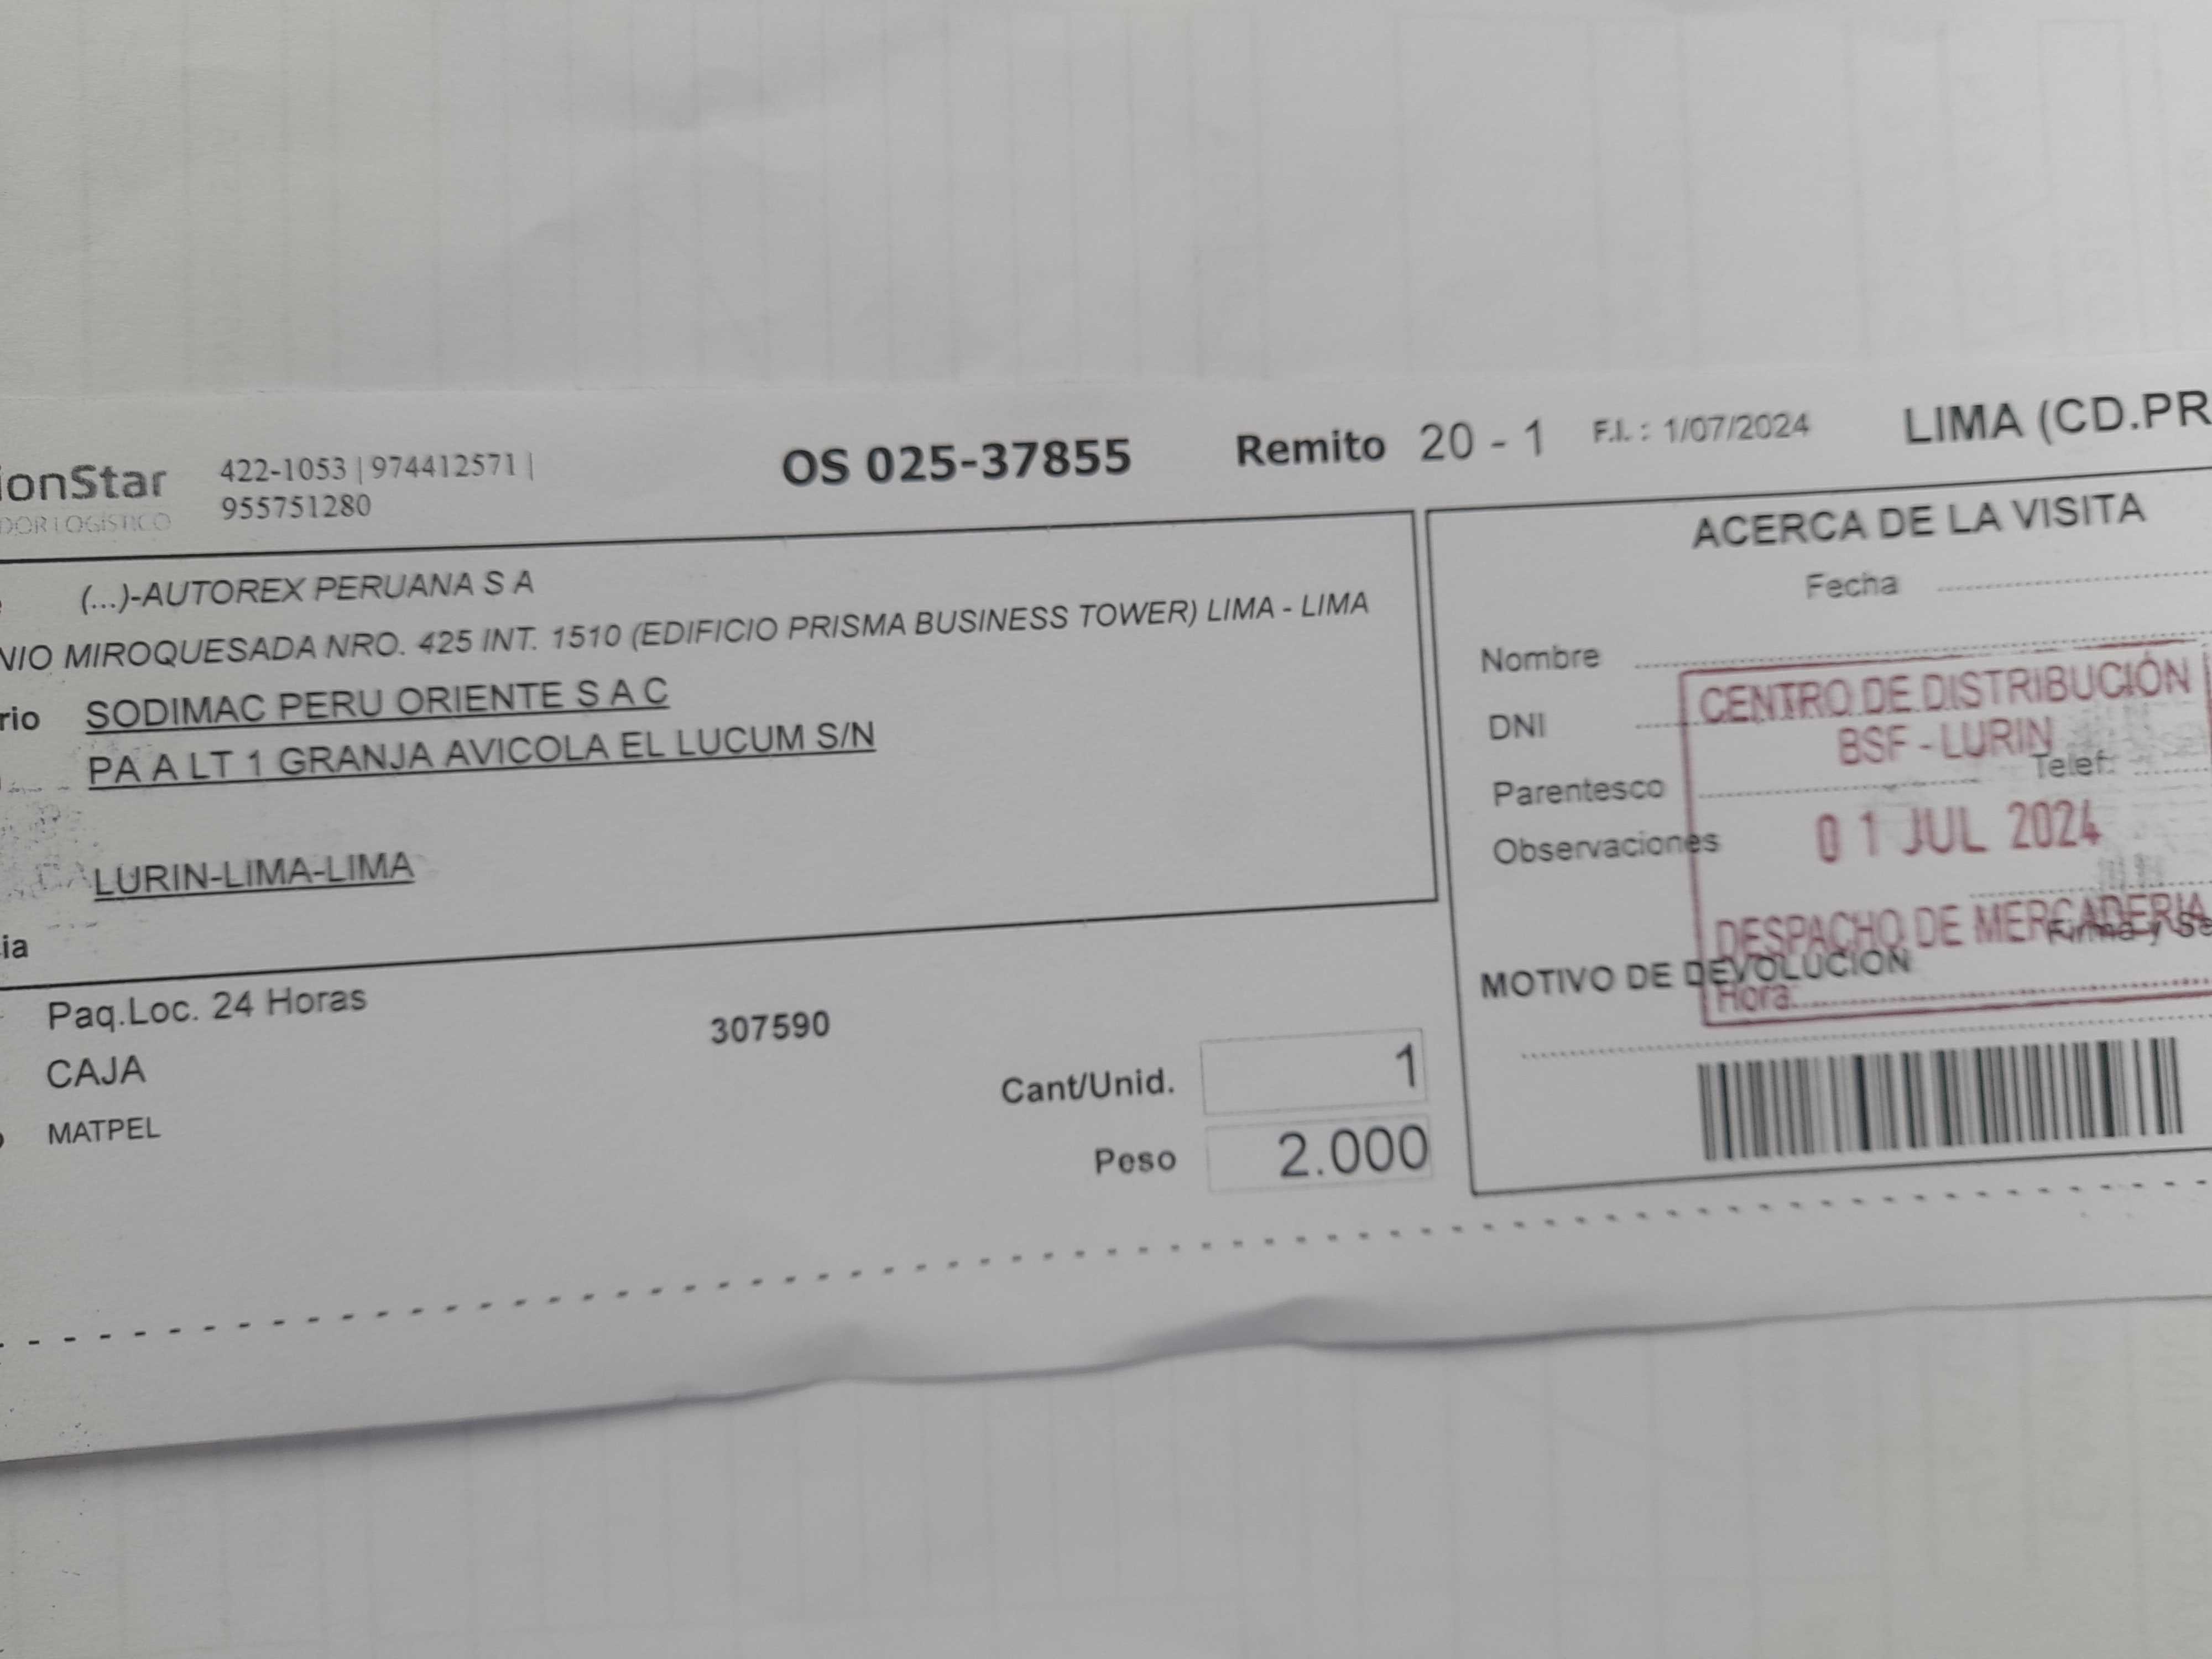 ionStar
DOR LOGÍSTICO
422-1053 | 974412571 |
955751280
OS 025-37855
Remito 20 - 1
F.I. : 1/07/2024
LIMA (CD.PR
(...)-AUTOREX PERUANA S A
NIO MIROQUESADA NRO. 425 INT. 1510 (EDIFICIO PRISMA BUSINESS TOWER) LIMA - LIMA
rio SODIMAC PERU ORIENTE S A C
PA A LT 1 GRANJA AVICOLA EL LUCUM S/N
LURIN-LIMA-LIMA
ia
Paq.Loc. 24 Horas
307590
CAJA
MATPEL
Cant/Unid. 1
Peso 2.000
ACERCA DE LA VISITA
Fecha
Nombre
DNI
Parentesco
Telef:
Observaciones
Firma y Se
MOTIVO DE DEVOLUCION
CENTRO DE DISTRIBUCIÓN
BSF - LURIN
01 JUL 2024
DESPACHO DE MERCADERIA
Hora: